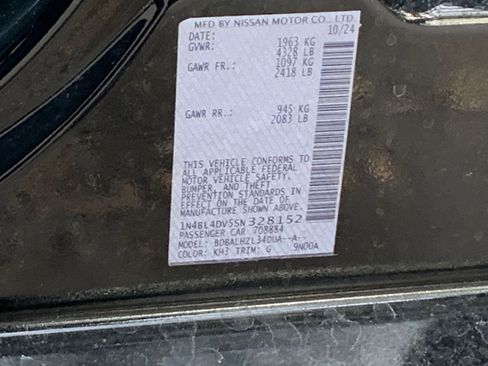 MFD BY NISSAN MOTOR CO., LTD.
DATE: 10/24
GVWR: 1963 KG
4328 LB
GAWR FR.: 1097 KG
2418 LB
GAWR RR.: 945 KG
2083 LB
THIS VEHICLE CONFORMS TO
ALL APPLICABLE FEDERAL
MOTOR VEHICLE SAFETY,
BUMPER, AND THEFT
PREVENTION STANDARDS IN
EFFECT ON THE DATE OF
MANUFACTURE SHOWN ABOVE.
1N4BL4DV5SN328152
PASSENGER CAR 708884
MODEL: BDBALHZL34DUA--A--
COLOR: KH3 TRIM: G 9N00A